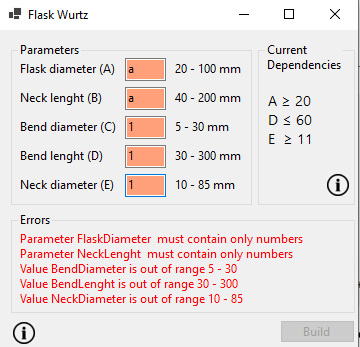 Flask Wurtz
Parameters
Flask diameter (A) a 20 - 100 mm
Neck lenght (B) a 40 - 200 mm
Bend diameter (C) 1 5 - 30 mm
Bend lenght (D) 1 30 - 300 mm
Neck diameter (E) 1 10 - 85 mm
Current
Dependencies
A ≥ 20
D ≤ 60
E ≥ 11
Errors
Parameter FlaskDiameter must contain only numbers
Parameter NeckLenght must contain only numbers
Value BendDiameter is out of range 5 - 30
Value BendLenght is out of range 30 - 300
Value NeckDiameter is out of range 10 - 85
Build